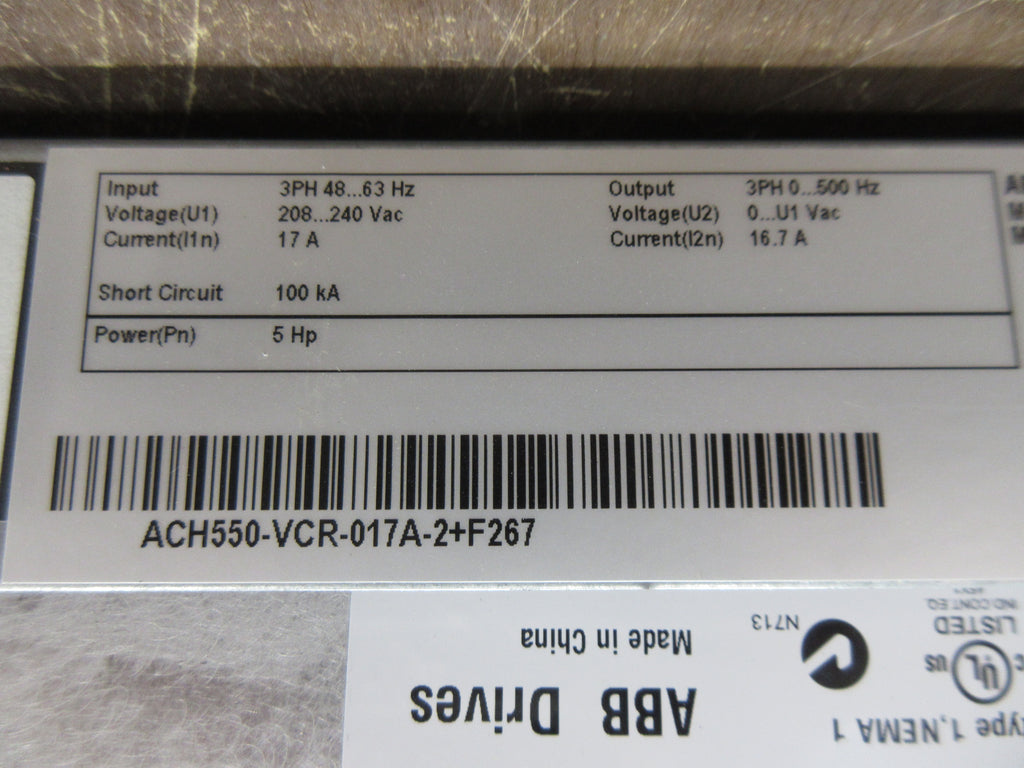 Input 3PH 48...63 Hz Output 3PH 0...500 Hz
Voltage(U1) 208...240 Vac Voltage(U2) 0...U1 Vac
Current(I1n) 17 A Current(I2n) 16.7 A
Short Circuit 100 kA
Power(Pn) 5 Hp
ACH550-VCR-017A-2+F267
ABB Drives
Made in China
N713
type 1,NEMA 1
C UL US
LISTED
IND.CONT.EQ.